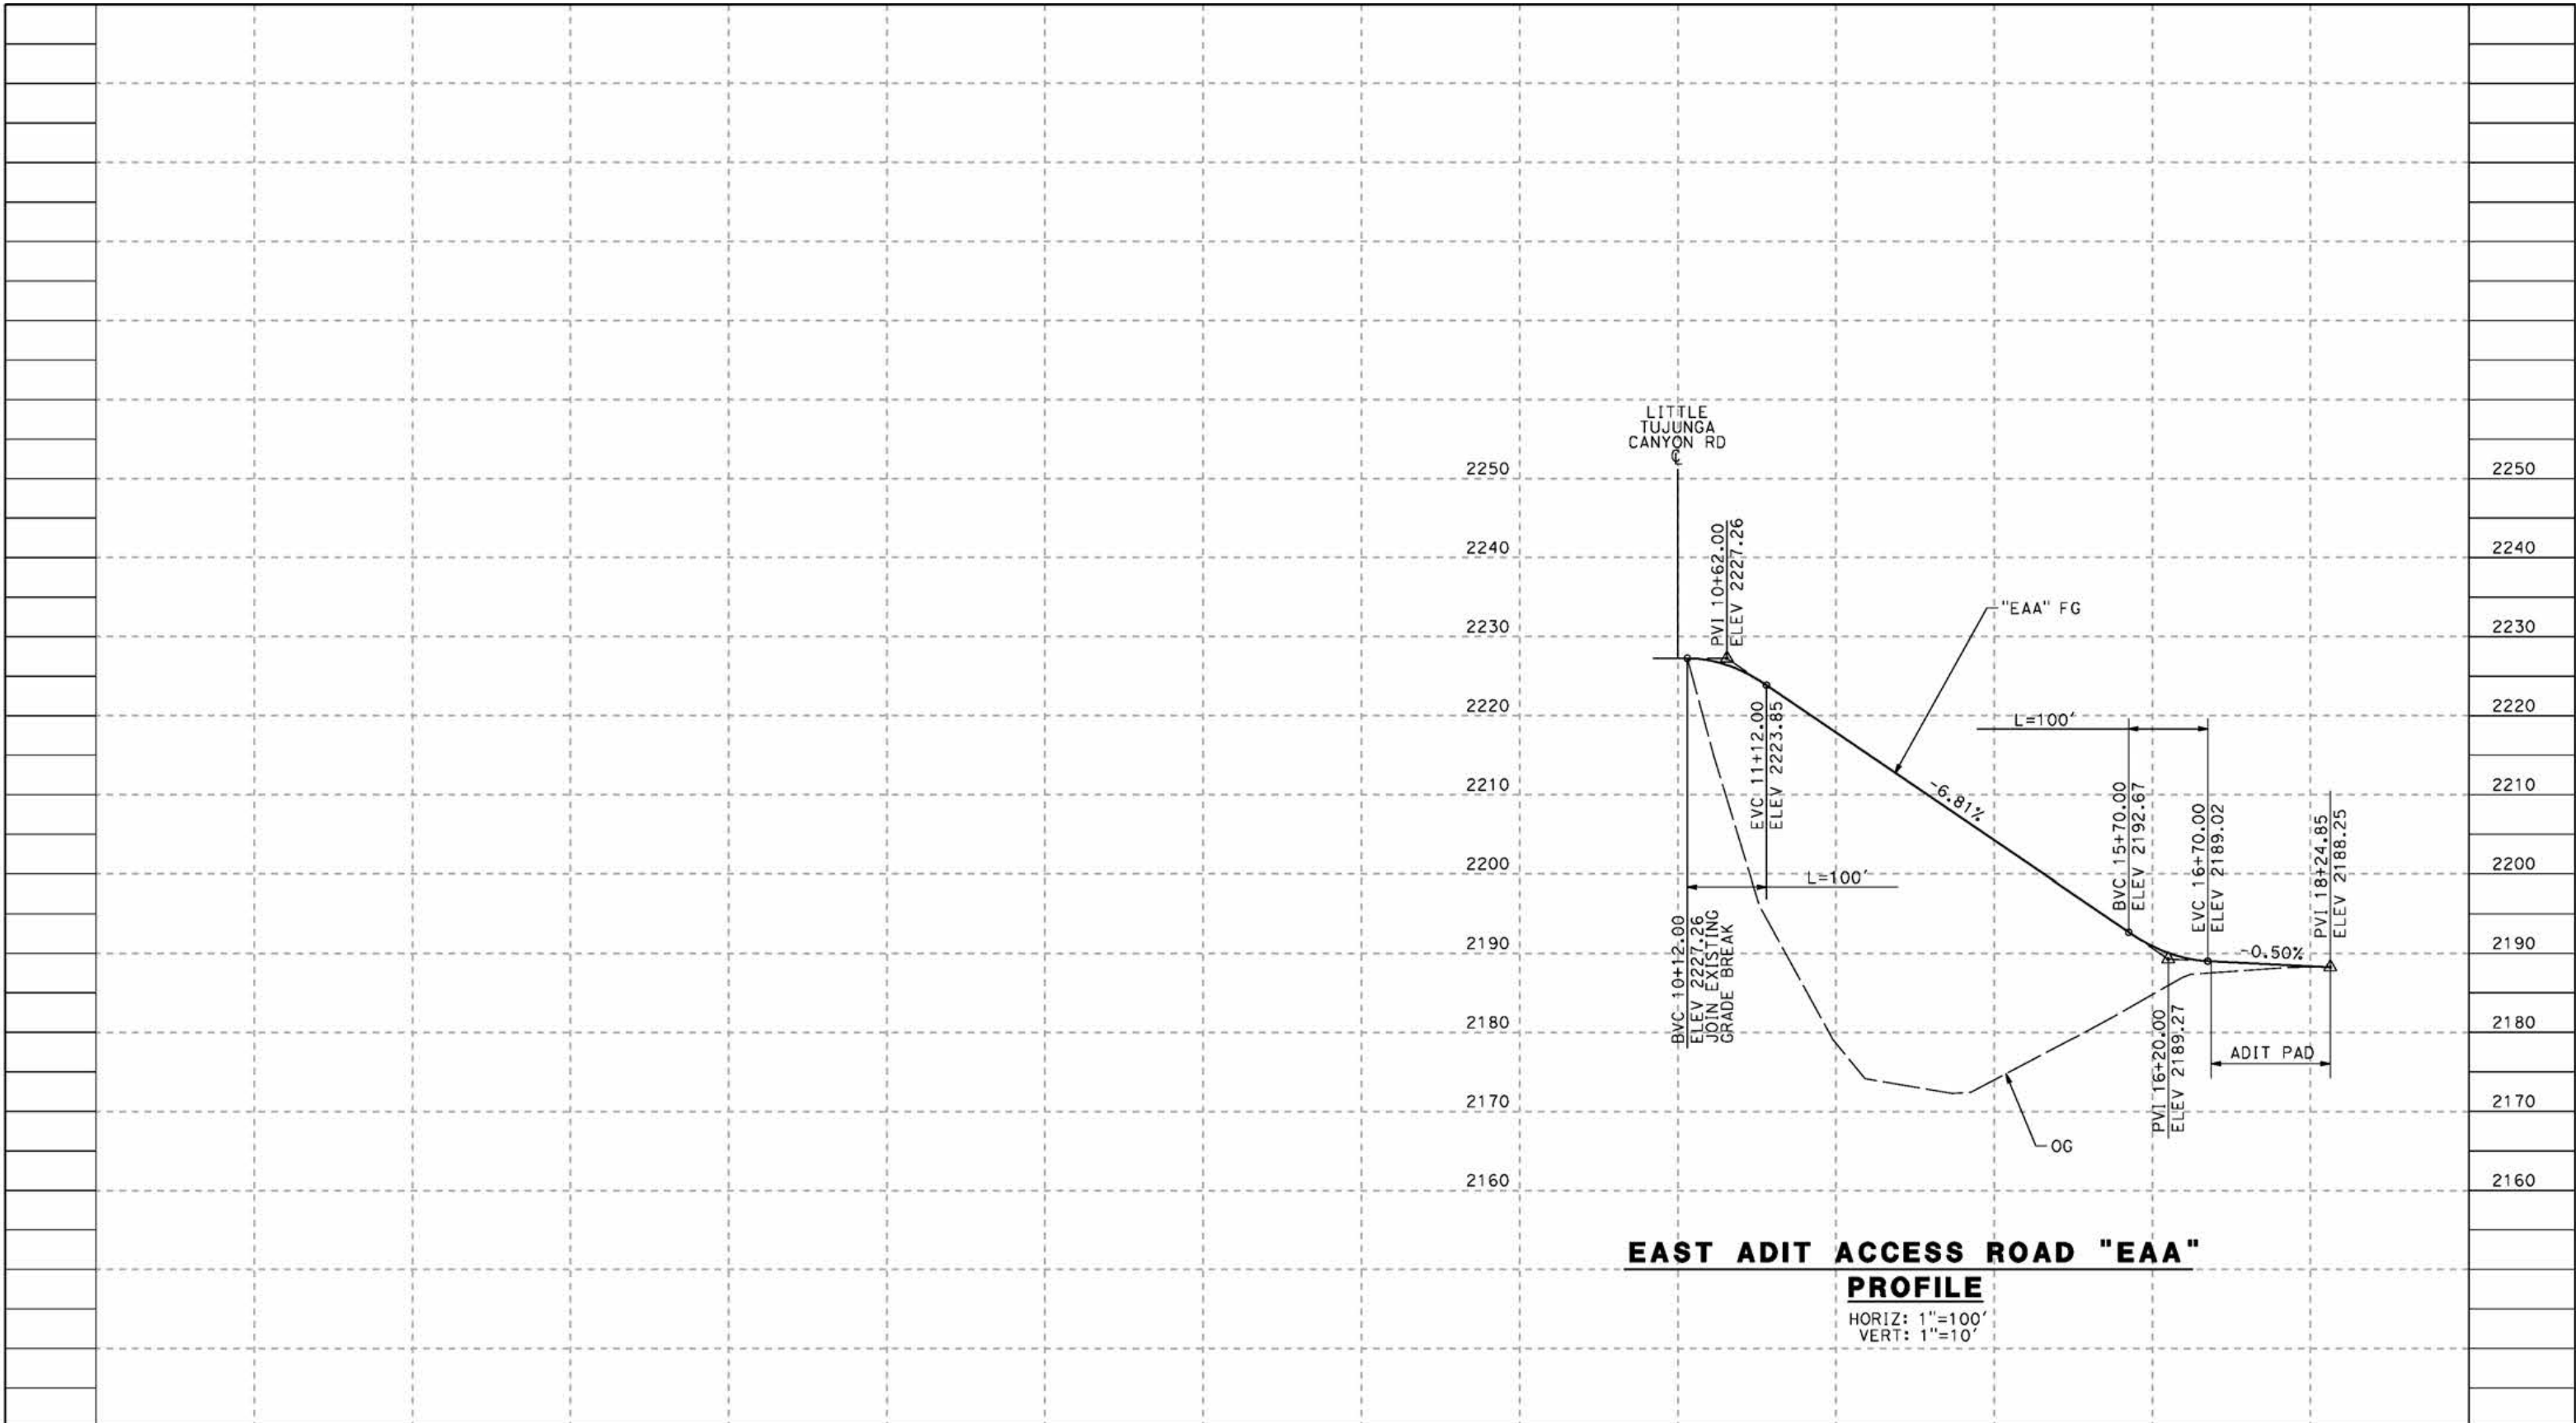 LITTLE
TUJUNGA
CANYON RD
℄
2250
2250
2240
2240
2230
2230
2220
2220
2210
2210
2200
2200
2190
2190
2180
2180
2170
2170
2160
2160
PVI 10+62.00
ELEV 2227.26
"EAA" FG
EVC 11+12.00
ELEV 2223.85
L=100'
-6.81%
L=100'
BVC 10+12.00
ELEV 2227.26
JOIN EXISTING
GRADE BREAK
BVC 15+70.00
ELEV 2192.67
EVC 16+70.00
ELEV 2189.02
PVI 18+24.85
ELEV 2188.25
-0.50%
PVI 16+20.00
ELEV 2189.27
ADIT PAD
OG
EAST ADIT ACCESS ROAD "EAA"
PROFILE
HORIZ: 1"=100'
VERT: 1"=10'